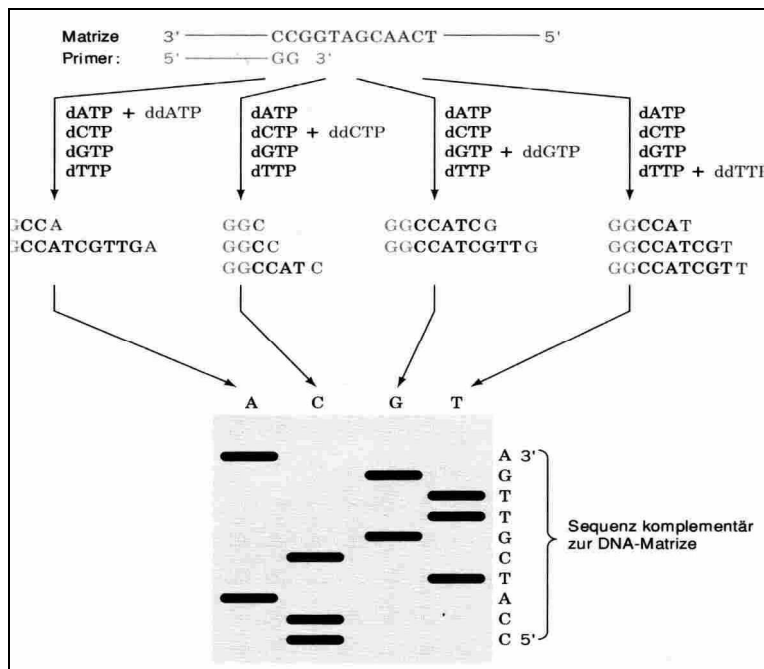 Matrize 3' CCGGTAGCAACT 5'
Primer: 5' GG 3'
dATP + ddATP
dCTP
dGTP
dTTP
dATP
dCTP + ddCTP
dGTP
dTTP
dATP
dCTP
dGTP + ddGTP
dTTP
dATP
dCTP
dGTP
dTTP + ddTTP
GCCA
GCCATCGTTGA
GGC
GGCC
GGCCATC
GGCCATCG
GGCCATCGTTG
GGCCAT
GGCCATCGT
GGCCATCGTT
A C G T
A 3'
G
T
T
G
C
T
A
C
C 5'
Sequenz komplementär
zur DNA-Matrize